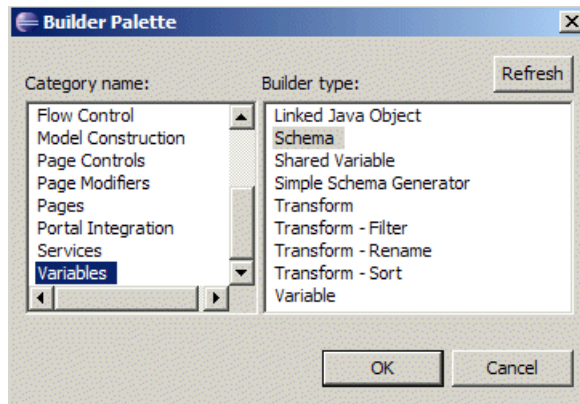 Builder Palette
Category name:
Builder type:
Refresh
Flow Control
Model Construction
Page Controls
Page Modifiers
Pages
Portal Integration
Services
Variables
Linked Java Object
Schema
Shared Variable
Simple Schema Generator
Transform
Transform - Filter
Transform - Rename
Transform - Sort
Variable
OK
Cancel